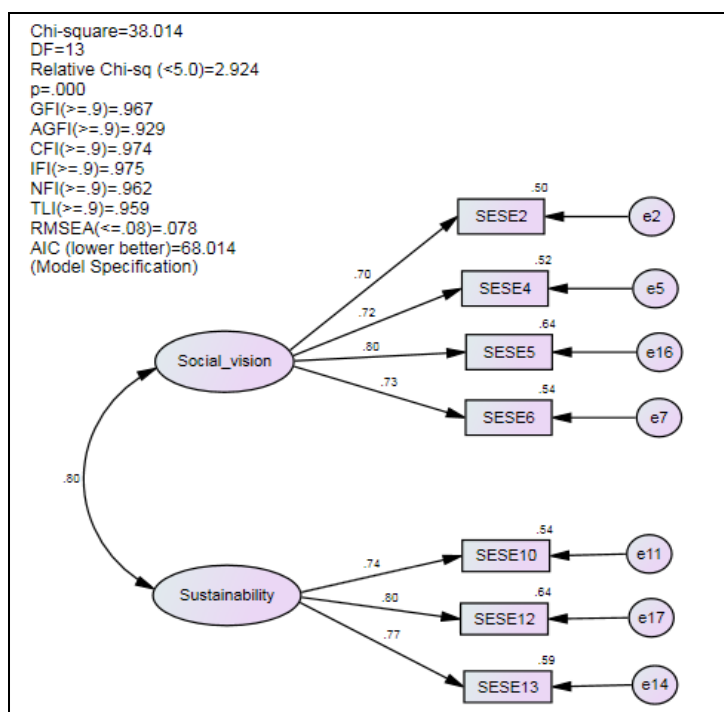 Chi-square=38.014
DF=13
Relative Chi-sq (<5.0)=2.924
p=.000
GFI(>=.9)=.967
AGFI(>=.9)=.929
CFI(>=.9)=.974
IFI(>=.9)=.975
NFI(>=.9)=.962
TLI(>=.9)=.959
RMSEA(<=.08)=.078
AIC (lower better)=68.014
(Model Specification)
.50
SESE2
e2
.70
.52
SESE4
e5
.72
.64
SESE5
e16
.80
Social_vision
.54
SESE6
e7
.73
.80
.54
SESE10
e11
.74
Sustainability
.64
SESE12
e17
.80
.59
SESE13
e14
.77